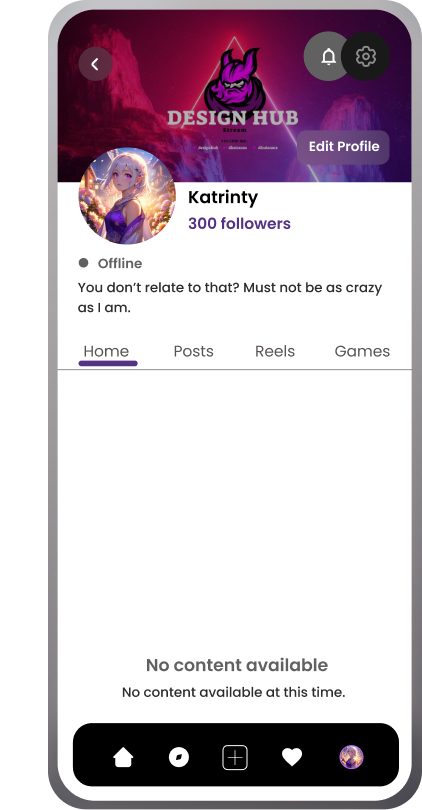 DESIGN HUB
Stream
Edit Profile
Katrinty
300 followers
Offline
You don't relate to that? Must not be as crazy
as I am.
Home Posts Reels Games
No content available
No content available at this time.